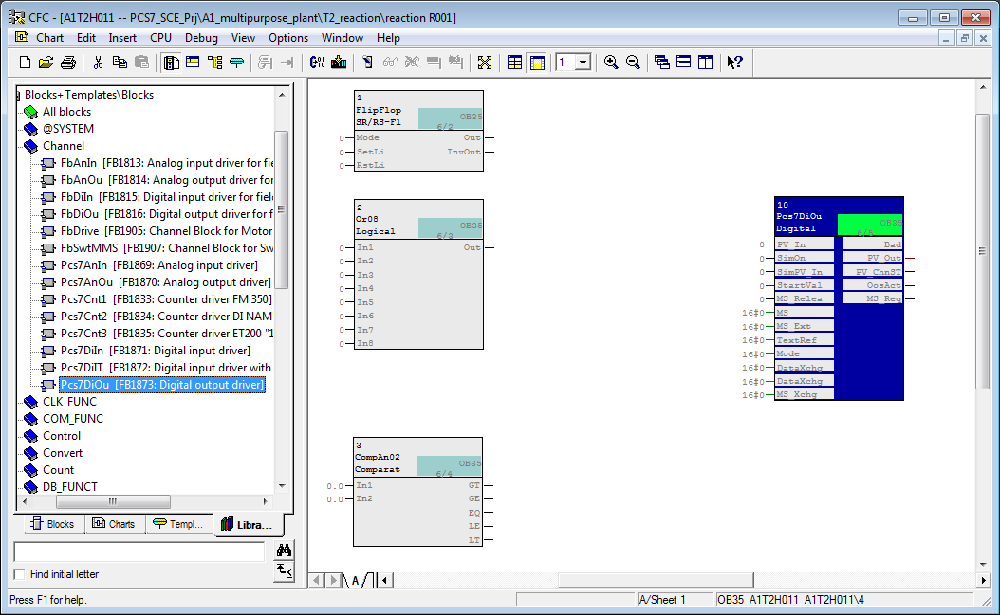 CFC - [A1T2H011 -- PCS7_SCE_Prj\A1_multipurpose_plant\T2_reaction\reaction R001]
Chart Edit Insert CPU Debug View Options Window Help
1
Blocks+Templates\Blocks
All blocks
@SYSTEM
Channel
FbAnIn [FB1813: Analog input driver for fie
FbAnOu [FB1814: Analog output driver for
FbDiIn [FB1815: Digital input driver for fiel
FbDiOu [FB1816: Digital output driver for f
FbDrive [FB1905: Channel Block for Motor
FbSwtMMS [FB1907: Channel Block for Sw
Pcs7AnIn [FB1869: Analog input driver]
Pcs7AnOu [FB1870: Analog output driver]
Pcs7Cnt1 [FB1833: Counter driver FM 350]
Pcs7Cnt2 [FB1834: Counter driver DI NAM
Pcs7Cnt3 [FB1835: Counter driver ET200 "1
Pcs7DiIn [FB1871: Digital input driver]
Pcs7DiIT [FB1872: Digital input driver with
Pcs7DiOu [FB1873: Digital output driver]
CLK_FUNC
COM_FUNC
Control
Convert
Count
DB_FUNCT
Blocks Charts Templ... Libra...
Find initial letter
1
FlipFlop OB35
SR/RS-Fl 6/2
0 Mode Out
0 SetLi InvOut
0 RstLi
2
Or08 OB35
Logical 6/3
0 In1 Out
0 In2
0 In3
0 In4
0 In5
0 In6
0 In7
0 In8
3
CompAn02 OB35
Comparat 6/4
0.0 In1 GT
0.0 In2 GE
EQ
LE
LT
10
Pcs7DiOu OB35
Digital 6/5
0 PV_In Bad
0 SimOn PV_Out
0 SimPV_In PV_ChnST
0 StartVal OosAct
0 MS_Relea MS_Req
16#0 MS
16#0 MS_Ext
16#0 TextRef
16#0 Mode
16#0 DataXchg
16#0 DataXchg
16#0 MS_Xchg
A
Press F1 for help. A/Sheet 1 OB35 A1T2H011 A1T2H011\4